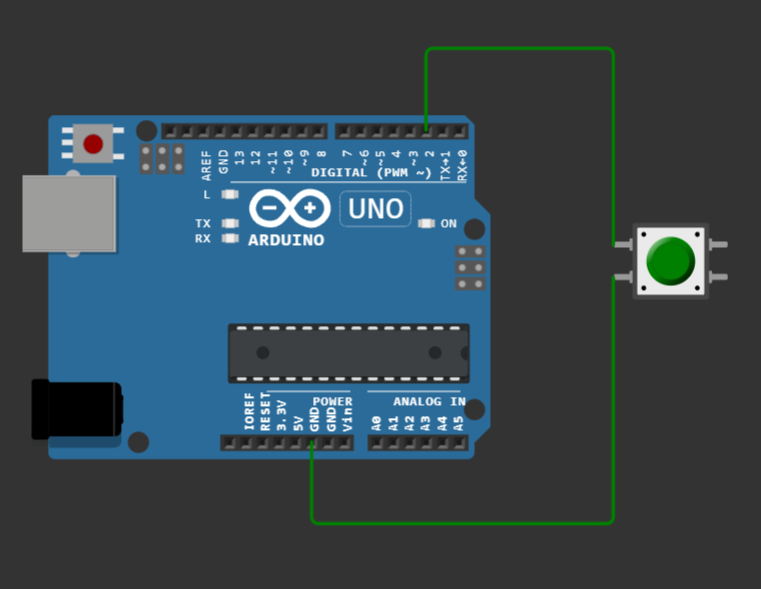 AREF
GND
13
12
~11
~10
~9
8
7
~6
~5
4
~3
2
TX→1
RX←0
DIGITAL (PWM ~)
L
TX
RX
UNO
ON
ARDUINO
POWER
ANALOG IN
IOREF
RESET
3.3V
5V
GND
GND
Vin
A0
A1
A2
A3
A4
A5